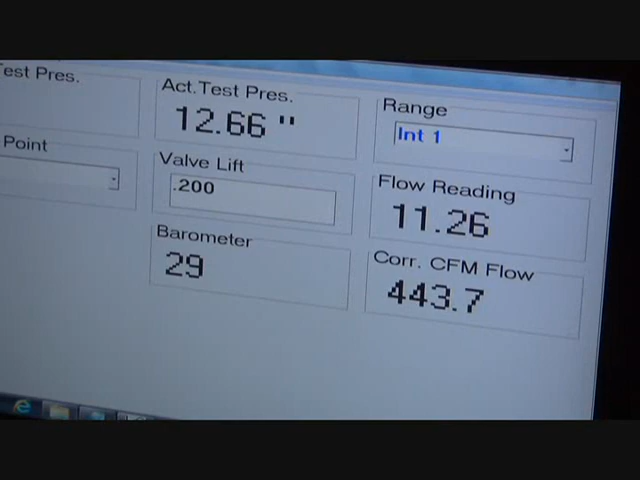 est Pres.
Act.Test Pres.
12.66 "
Range
Int 1
Point
Valve Lift
.200
Flow Reading
11.26
Barometer
29
Corr. CFM Flow
443.7